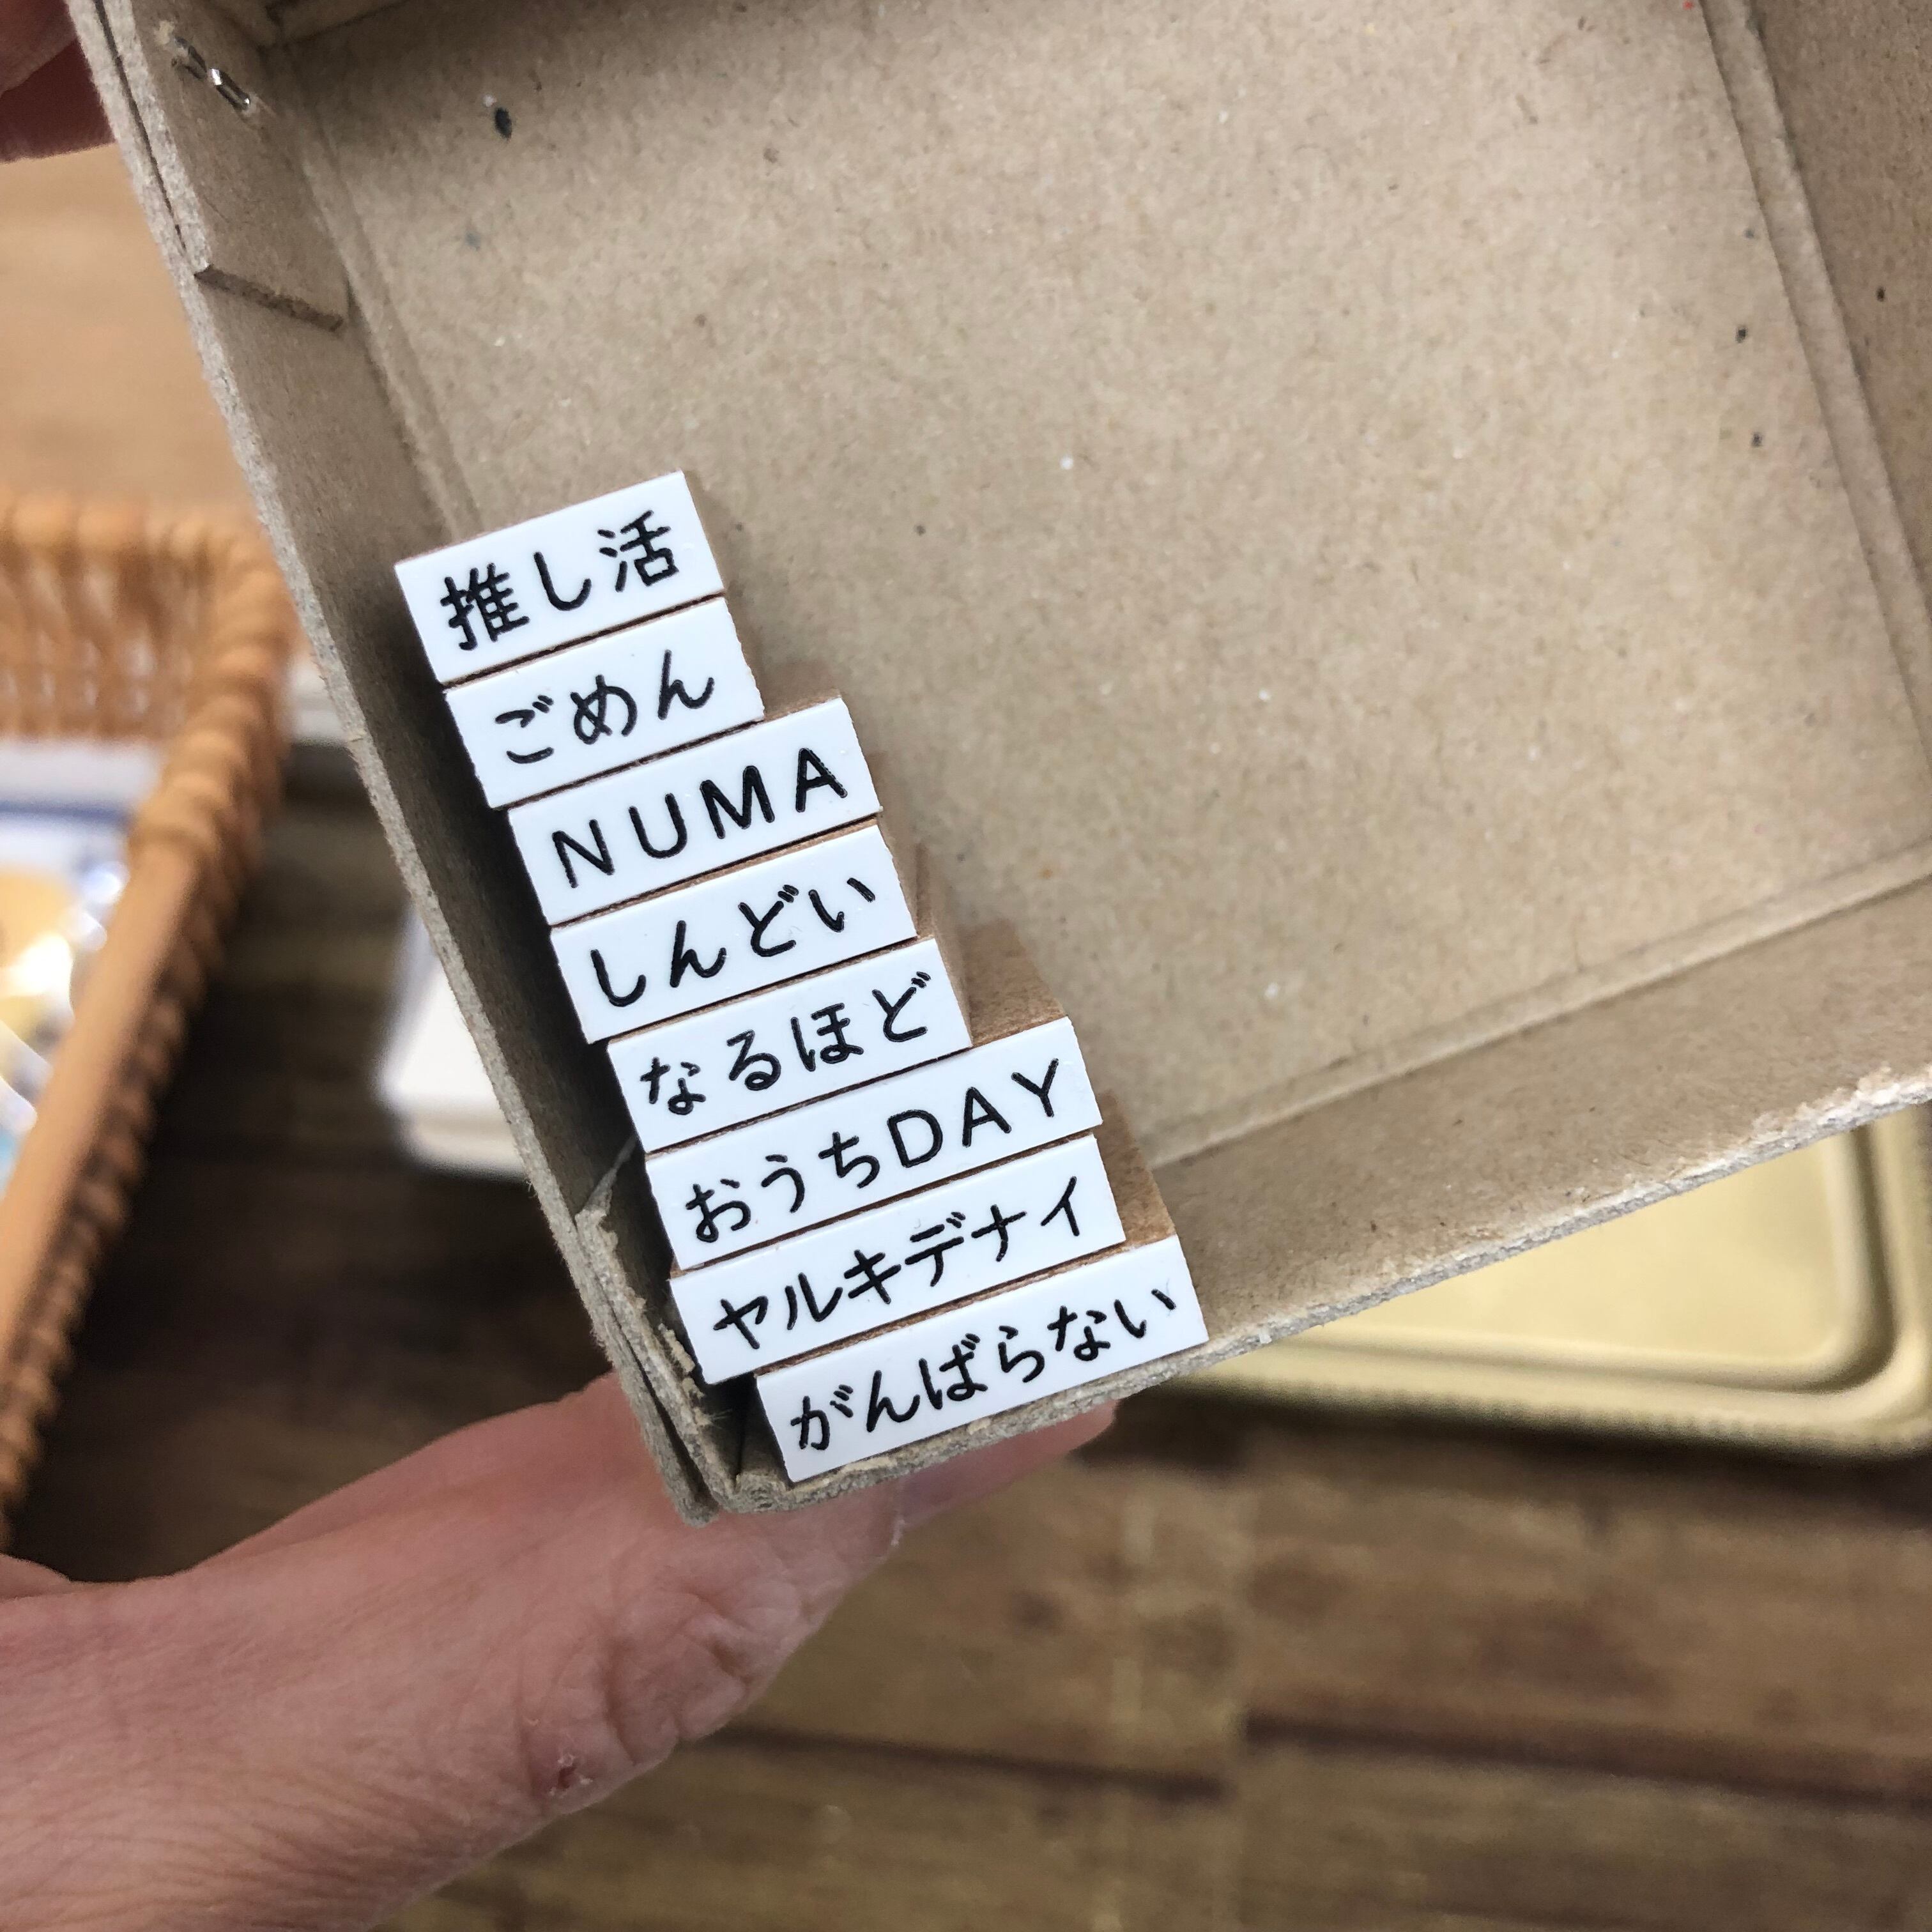 推し活
ごめん
NUMA
しんどい
なるほど
おうちDAY
ヤルキデナイ
がんばらない